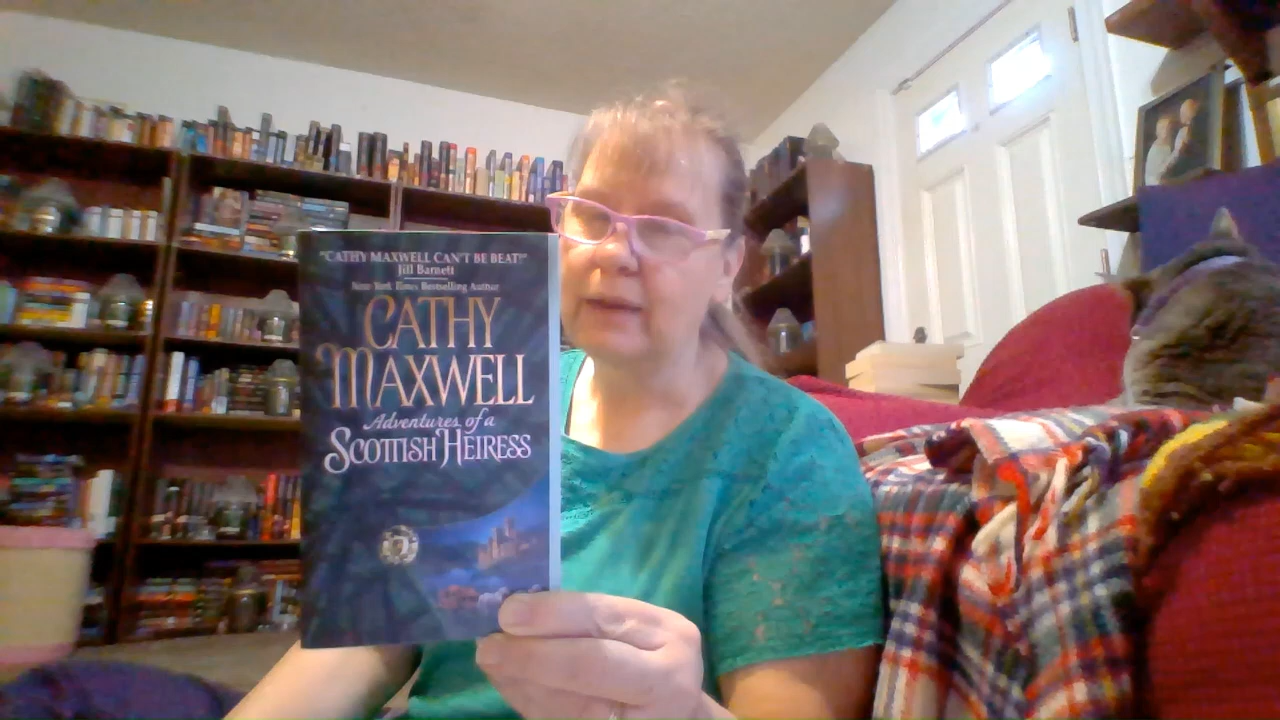 "CATHY MAXWELL CAN'T BE BEAT!"
Jill Barnett
New York Times Bestselling Author
CATHY
MAXWELL
Adventures of a
SCOTTISH HEIRESS